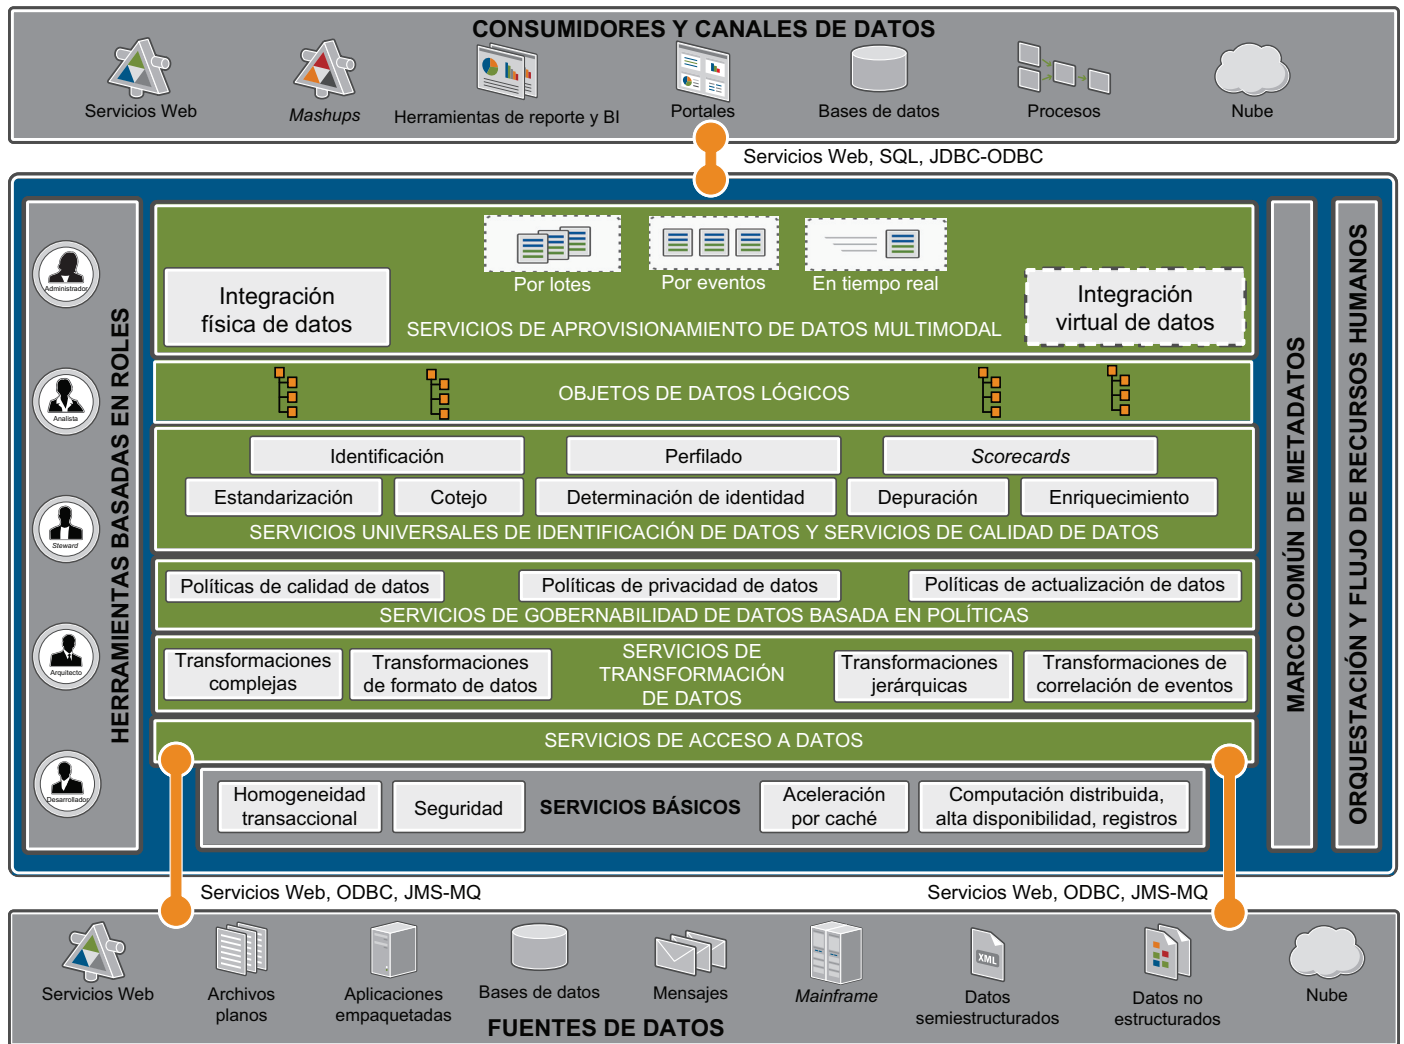 CONSUMIDORES Y CANALES DE DATOS
Servicios Web
Mashups
Herramientas de reporte y BI
Portales
Bases de datos
Procesos
Nube
Servicios Web, SQL, JDBC-ODBC
HERRAMIENTAS BASADAS EN ROLES
Administrador
Analista
Steward
Arquitecto
Desarrollador
Por lotes
Por eventos
En tiempo real
Integración
física de datos
Integración
virtual de datos
SERVICIOS DE APROVISIONAMIENTO DE DATOS MULTIMODAL
OBJETOS DE DATOS LÓGICOS
Identificación
Perfilado
Scorecards
Estandarización
Cotejo
Determinación de identidad
Depuración
Enriquecimiento
SERVICIOS UNIVERSALES DE IDENTIFICACIÓN DE DATOS Y SERVICIOS DE CALIDAD DE DATOS
Políticas de calidad de datos
Políticas de privacidad de datos
Políticas de actualización de datos
SERVICIOS DE GOBERNABILIDAD DE DATOS BASADA EN POLÍTICAS
Transformaciones
complejas
Transformaciones
de formato de datos
SERVICIOS DE
TRANSFORMACIÓN
DE DATOS
Transformaciones
jerárquicas
Transformaciones de
correlación de eventos
SERVICIOS DE ACCESO A DATOS
Homogeneidad
transaccional
Seguridad
SERVICIOS BÁSICOS
Aceleración
por caché
Computación distribuida,
alta disponibilidad, registros
MARCO COMÚN DE METADATOS
ORQUESTACIÓN Y FLUJO DE RECURSOS HUMANOS
Servicios Web, ODBC, JMS-MQ
Servicios Web, ODBC, JMS-MQ
Servicios Web
Archivos
planos
Aplicaciones
empaquetadas
Bases de datos
Mensajes
Mainframe
XML
Datos
semiestructurados
Datos no
estructurados
Nube
FUENTES DE DATOS